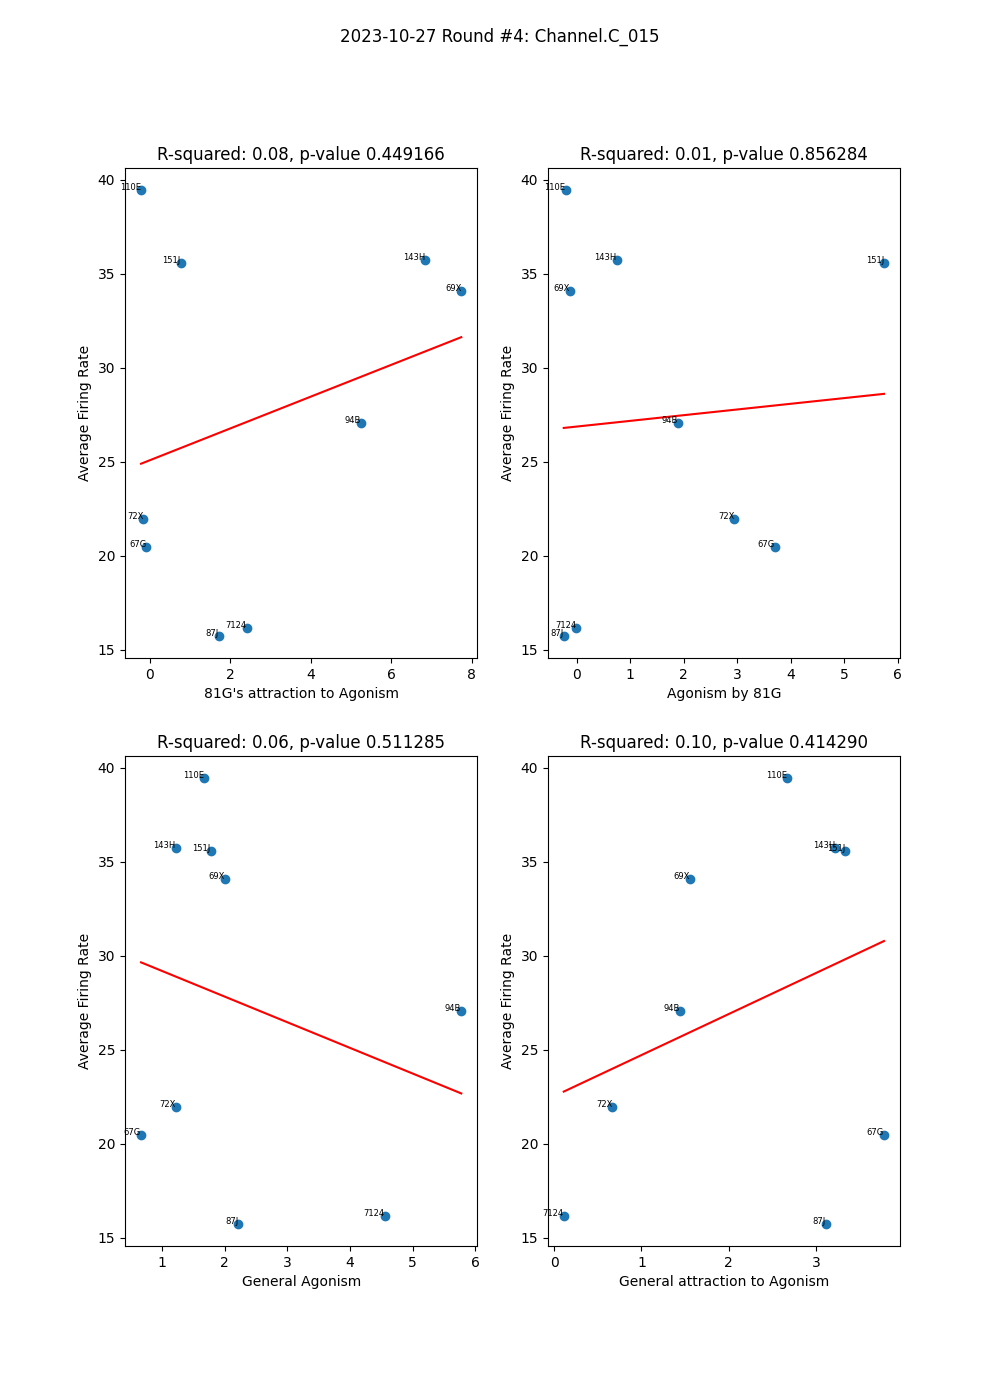 2023-10-27 Round #4: Channel.C_015
R-squared: 0.08, p-value 0.449166
40
35
30
25
20
15
Average Firing Rate
110E
151J
143H
69X
94B
72X
67G
87J
7124
0 2 4 6 8
81G's attraction to Agonism
R-squared: 0.01, p-value 0.856284
40
35
30
25
20
15
Average Firing Rate
110E
143H
151J
69X
94B
72X
67G
7124
87J
0 1 2 3 4 5 6
Agonism by 81G
R-squared: 0.06, p-value 0.511285
40
35
30
25
20
15
Average Firing Rate
110E
143H
151J
69X
94B
72X
67G
7124
87J
1 2 3 4 5 6
General Agonism
R-squared: 0.10, p-value 0.414290
40
35
30
25
20
15
Average Firing Rate
110E
143H
151J
69X
94B
72X
67G
7124
87J
0 1 2 3
General attraction to Agonism